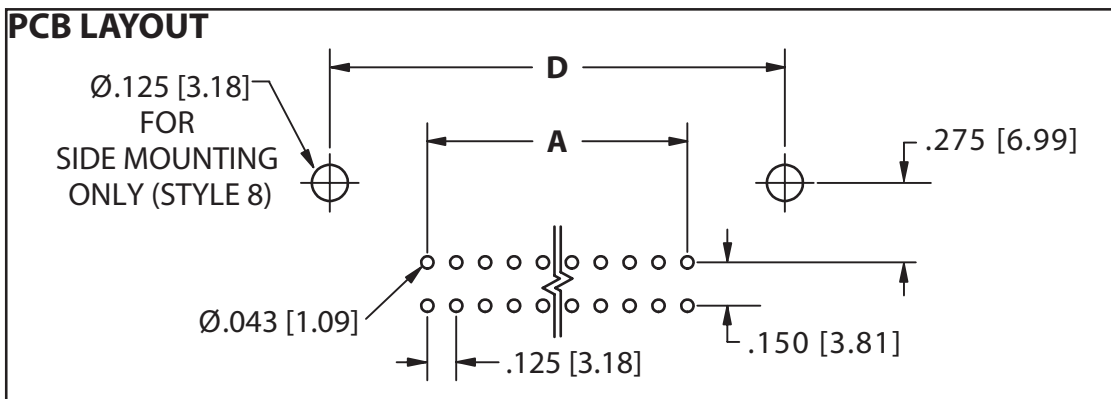 PCB LAYOUT
D
Ø.125 [3.18]
FOR
SIDE MOUNTING
ONLY (STYLE 8)
A
.275 [6.99]
Ø.043 [1.09]
.125 [3.18]
.150 [3.81]